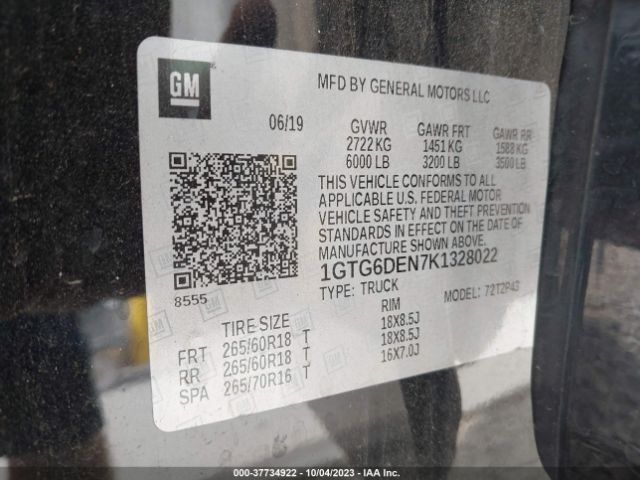 GM
MFD BY GENERAL MOTORS LLC
06/19
GVWR GAWR FRT GAWR RR
2722 KG 1451 KG 1588 KG
6000 LB 3200 LB 3500 LB
THIS VEHICLE CONFORMS TO ALL
APPLICABLE U.S. FEDERAL MOTOR
VEHICLE SAFETY AND THEFT PREVENTION
STANDARDS IN EFFECT ON THE DATE OF
MANUFACTURE SHOWN ABOVE.
1GTG6DEN7K1328022
8555
TYPE: TRUCK MODEL: 72T2P43
TIRE SIZE RIM
FRT 265/60R18 T 18X8.5J
RR 265/60R18 T 18X8.5J
SPA 265/70R16 T 16X7.0J
000-37734922 | 10/04/2023 | IAA Inc.